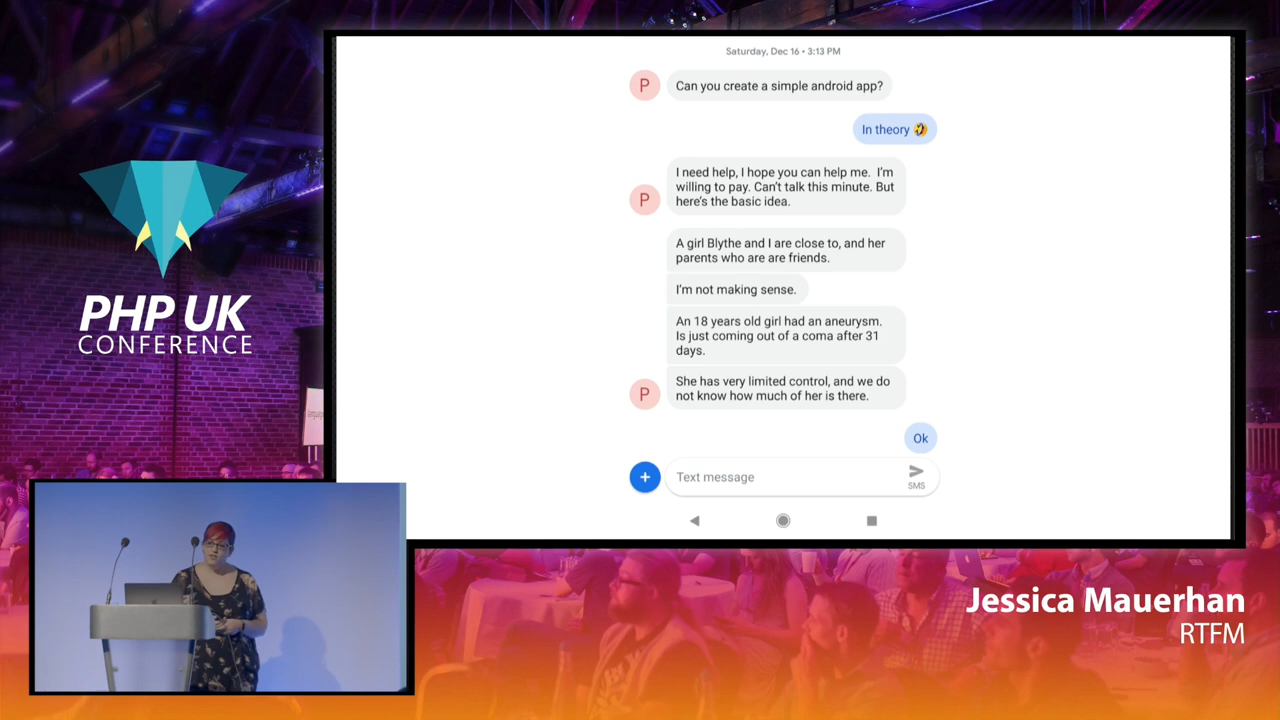 Saturday, Dec 16 • 3:13 PM
P
Can you create a simple android app?
In theory 🤣
I need help, I hope you can help me. I'm
willing to pay. Can't talk this minute. But
here's the basic idea.
P
A girl Blythe and I are close to, and her
parents who are are friends.
I'm not making sense.
An 18 years old girl had an aneurysm.
Is just coming out of a coma after 31
days.
She has very limited control, and we do
not know how much of her is there.
P
Ok
Text message
SMS
PHP UK
CONFERENCE
Jessica Mauerhan
RTFM